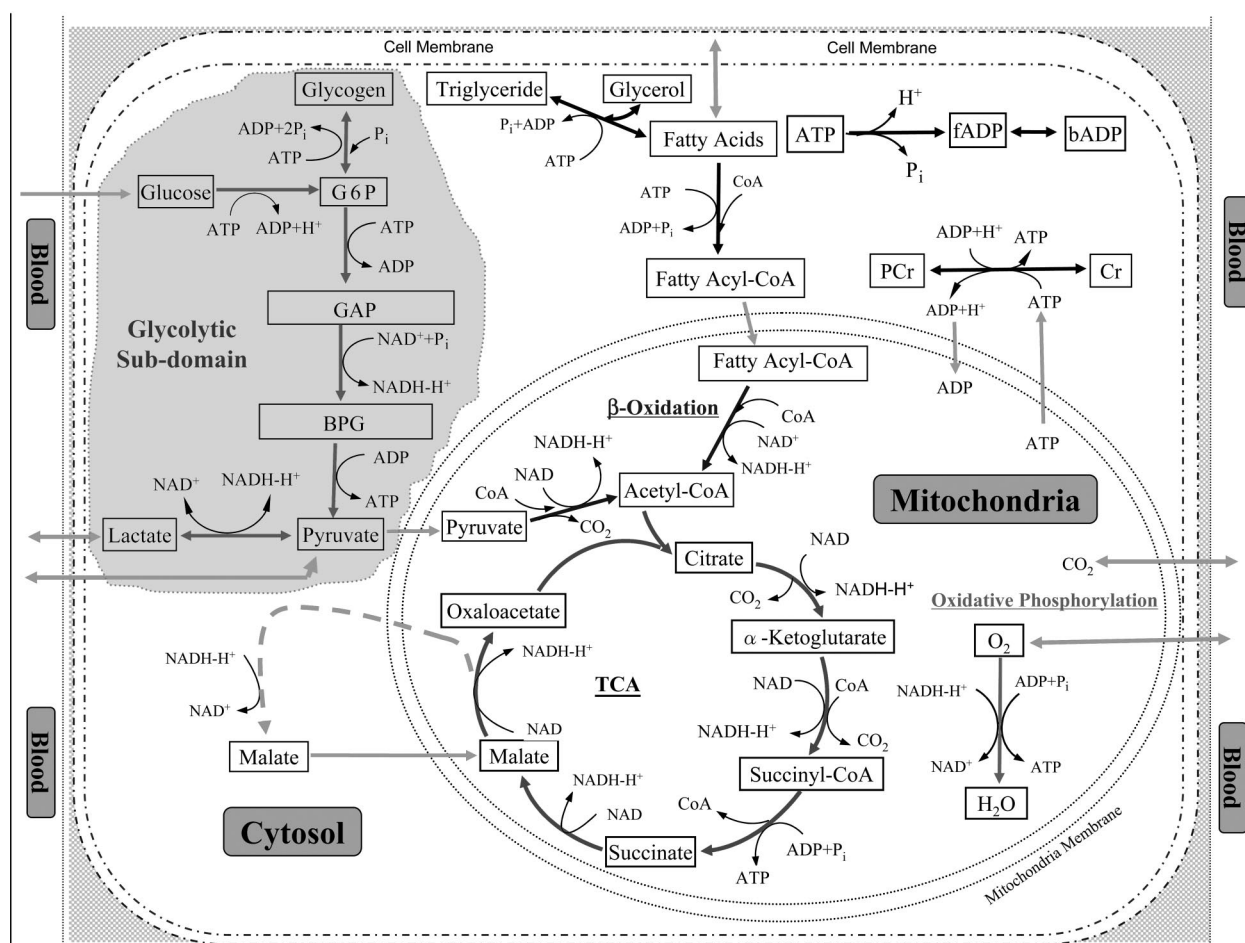 Cell Membrane
Cell Membrane
Glycogen
ADP+2Pi
ATP
Pi
Glucose
G6P
ATP
ADP+H+
ATP
ADP
GAP
Glycolytic
Sub-domain
NAD++Pi
NADH-H+
BPG
ADP
ATP
NAD+
NADH-H+
Lactate
Pyruvate
Blood
Blood
Triglyceride
Glycerol
Pi+ADP
ATP
Fatty Acids
ATP
CoA
ADP+Pi
Fatty Acyl-CoA
ATP
H+
Pi
fADP
bADP
ADP+H+
ATP
PCr
Cr
ADP+H+
ATP
ADP
ATP
Blood
Blood
Fatty Acyl-CoA
β-Oxidation
CoA
NAD+
NADH-H+
NADH-H+
NAD
CoA
Acetyl-CoA
Pyruvate
CO2
Mitochondria
Citrate
NAD
CO2
NADH-H+
Oxaloacetate
α-Ketoglutarate
NADH-H+
TCA
NAD
CoA
NADH-H+
CO2
NAD
Malate
Succinyl-CoA
NADH-H+
NAD
CoA
ADP+Pi
ATP
Succinate
NADH-H+
NAD+
Malate
Cytosol
CO2
Oxidative Phosphorylation
O2
NADH-H+
ADP+Pi
NAD+
ATP
H2O
Mitochondria Membrane